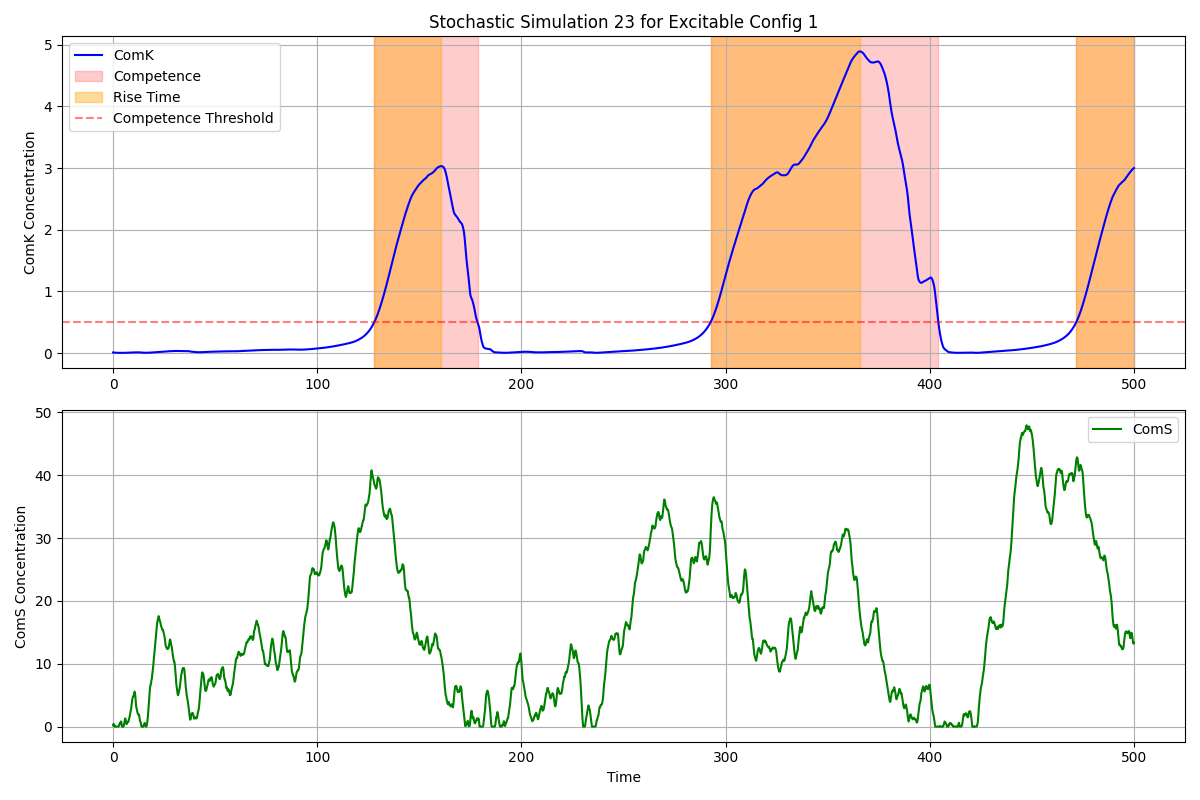 Stochastic Simulation 23 for Excitable Config 1
ComK Concentration
5
4
3
2
1
0
ComK
Competence
Rise Time
Competence Threshold
0 100 200 300 400 500
ComS Concentration
50
40
30
20
10
0
ComS
0 100 200 300 400 500
Time